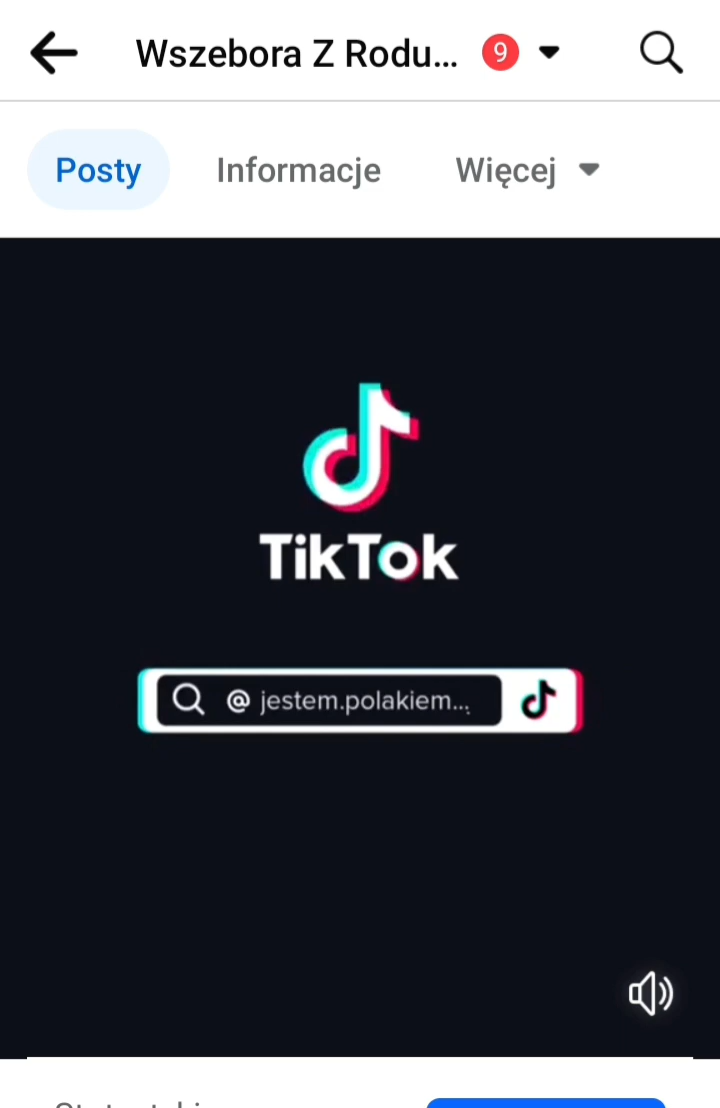 Wszebora Z Rodu... 9
Posty Informacje Więcej
TikTok
@ jestem.polakiem...